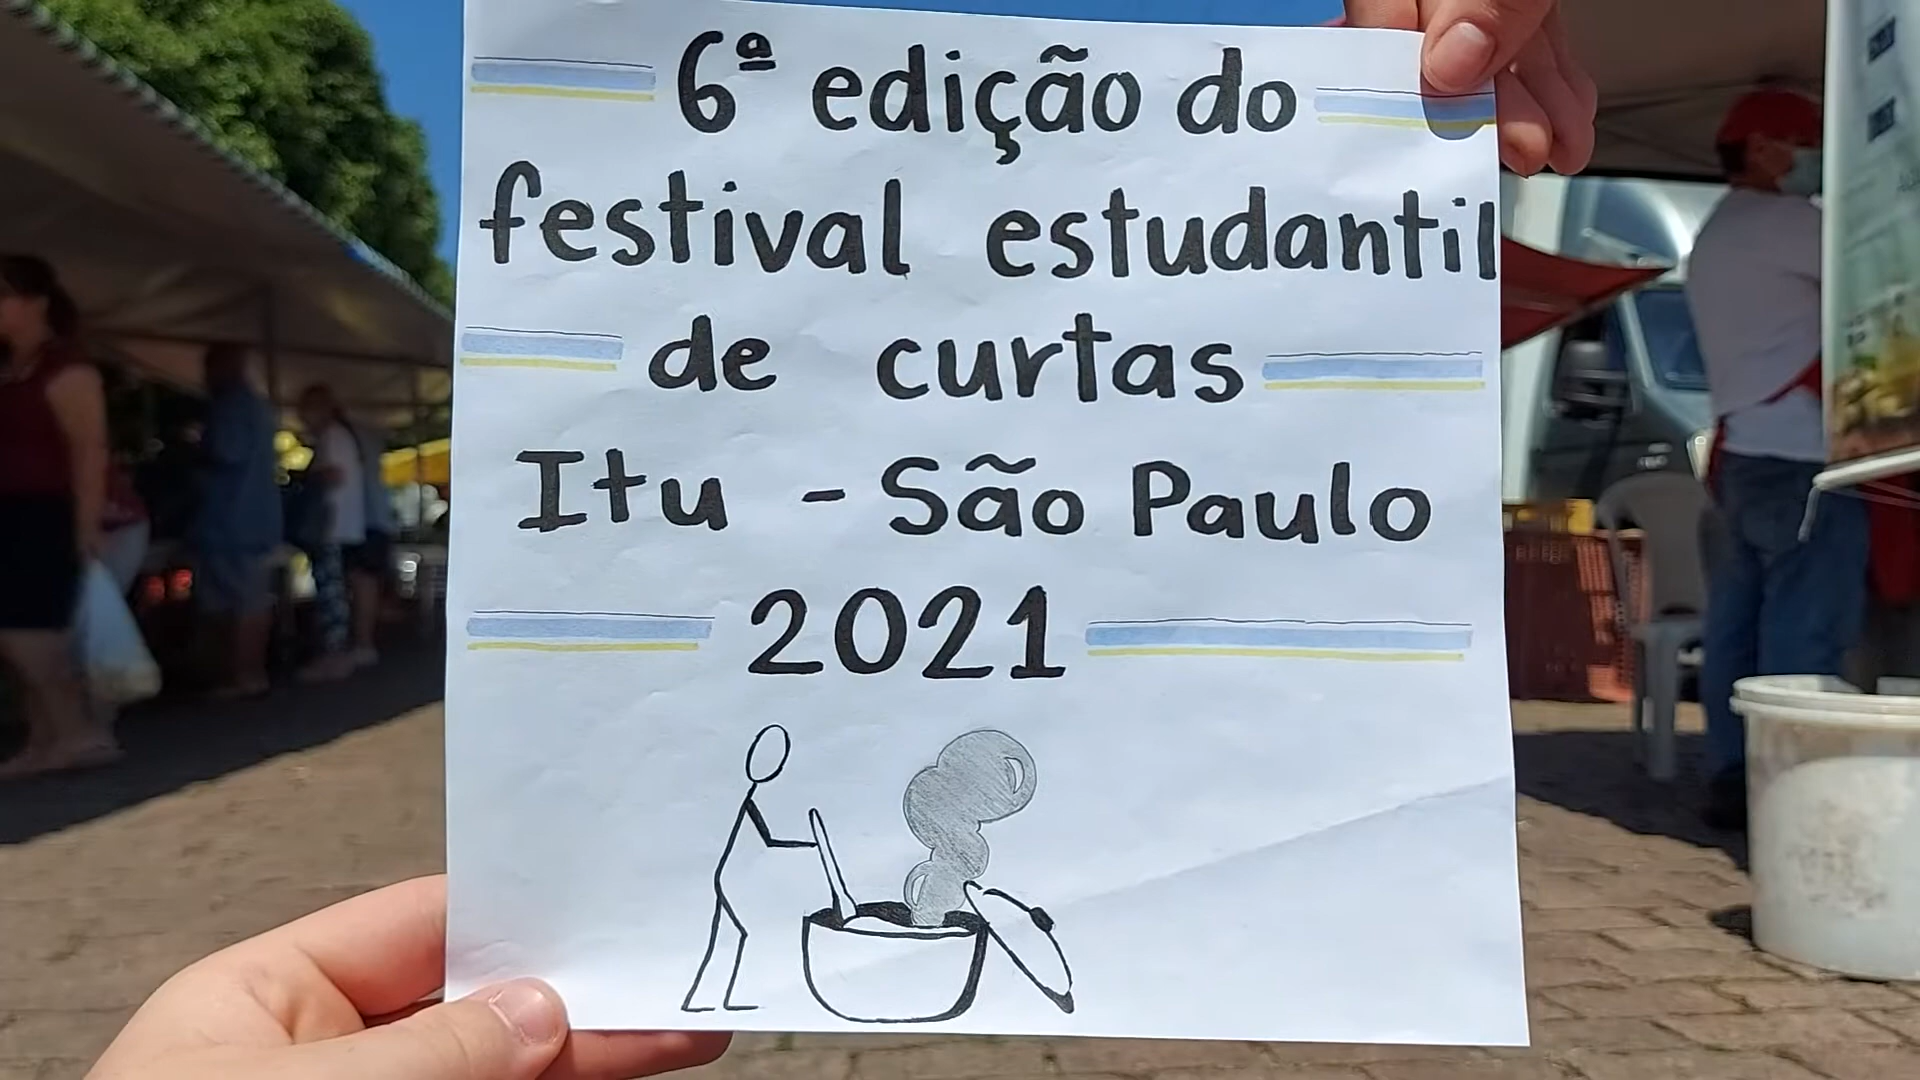 6ª edição do
festival estudantil
de curtas
Itu - São Paulo
2021